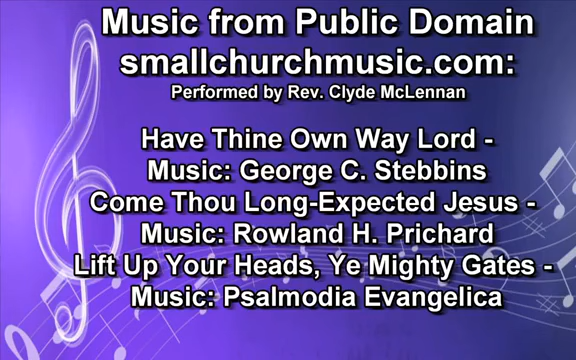 Music from Public Domain
smallchurchmusic.com:
Performed by Rev. Clyde McLennan
Have Thine Own Way Lord -
Music: George C. Stebbins
Come Thou Long-Expected Jesus -
Music: Rowland H. Prichard
Lift Up Your Heads, Ye Mighty Gates -
Music: Psalmodia Evangelica